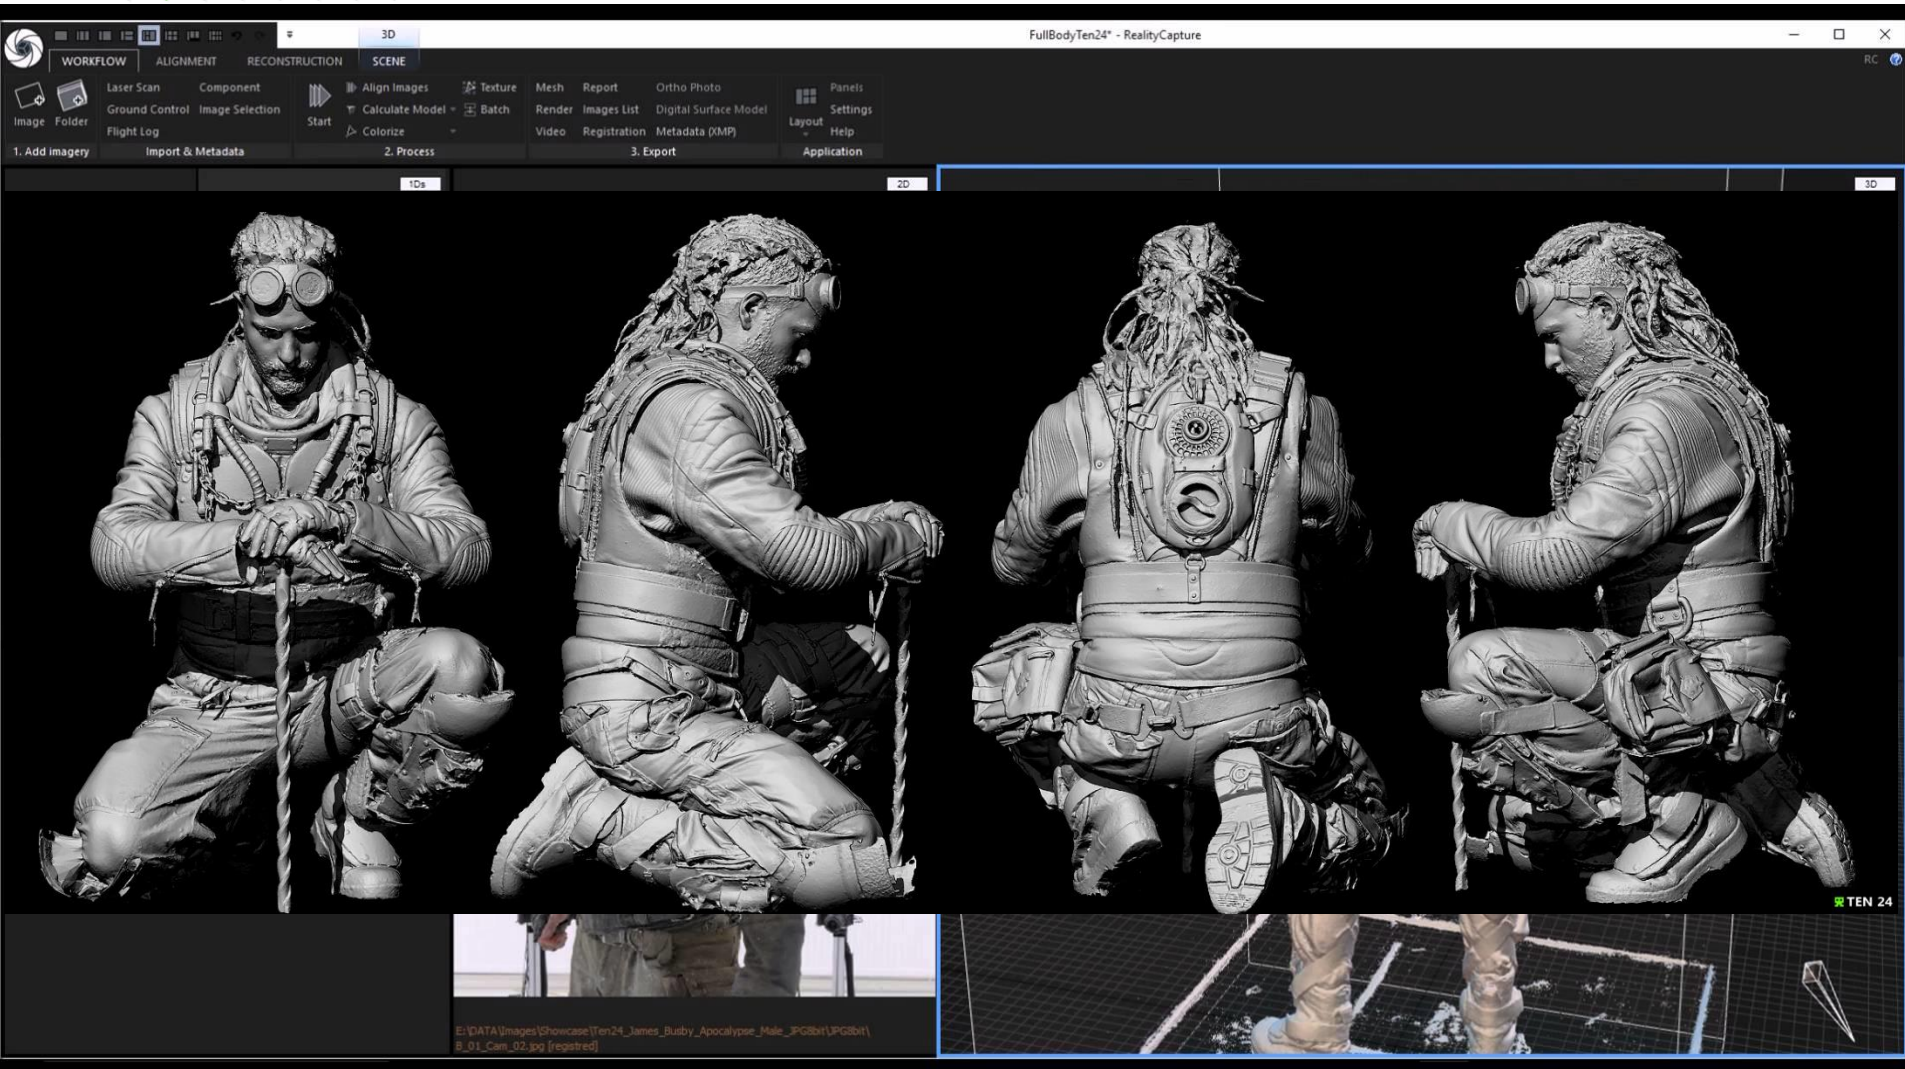 3D
FullBodyTen24* - RealityCapture
WORKFLOW
ALIGNMENT
RECONSTRUCTION
SCENE
RC
Image
Folder
1. Add imagery
Laser Scan
Component
Ground Control
Image Selection
Flight Log
Import & Metadata
Start
Align Images
Texture
Calculate Model
Batch
Colorize
2. Process
Mesh
Report
Ortho Photo
Render
Images List
Digital Surface Model
Video
Registration
Metadata (XMP)
3. Export
Layout
Panels
Settings
Help
Application
1Ds
2D
3D
TEN 24
E:\DATA\Images\Showcase\Ten24_James_Busby_Apocalypse_Male_JPG8bit\JPG8bit\
B_01_Cam_02.jpg [registred]